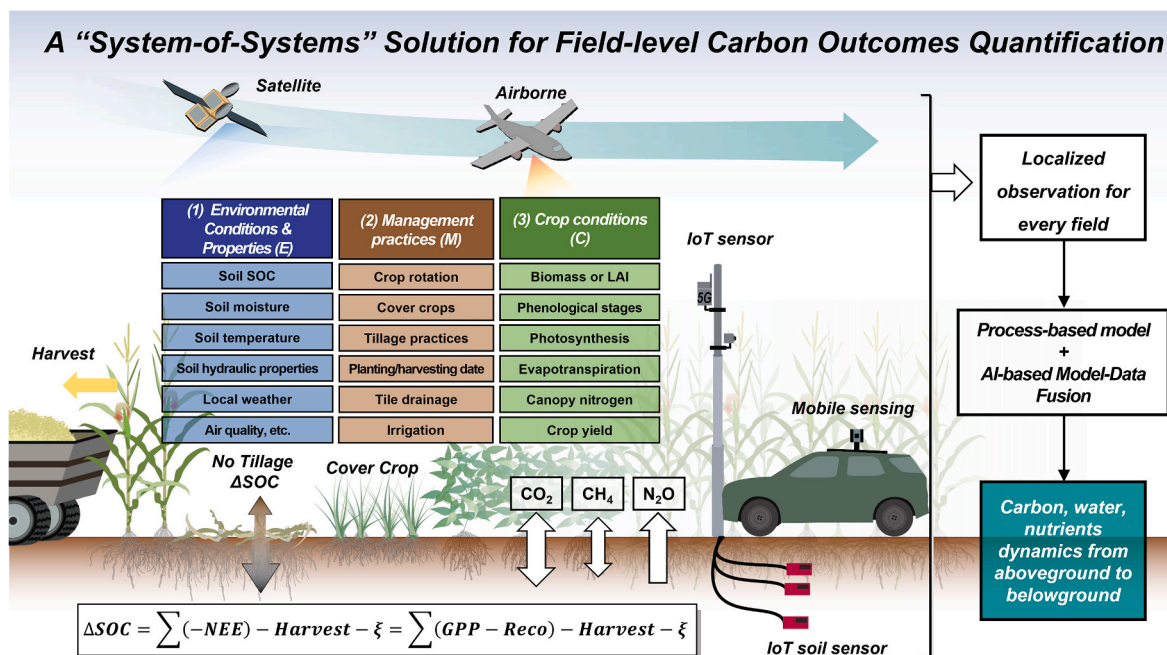 A “System-of-Systems” Solution for Field-level Carbon Outcomes Quantification
Satellite
Airborne
(1) Environmental
Conditions &
Properties (E)
Soil SOC
Soil moisture
Soil temperature
Soil hydraulic properties
Local weather
Air quality, etc.
(2) Management
practices (M)
Crop rotation
Cover crops
Tillage practices
Planting/harvesting date
Tile drainage
Irrigation
(3) Crop conditions
(C)
Biomass or LAI
Phenological stages
Photosynthesis
Evapotranspiration
Canopy nitrogen
Crop yield
IoT sensor
5G
Mobile sensing
Harvest
No Tillage
ΔSOC
Cover Crop
CO₂
CH₄
N₂O
IoT soil sensor
ΔSOC = ∑(−NEE) − Harvest − ξ = ∑(GPP − Reco) − Harvest − ξ
Localized
observation for
every field
Process-based model
+
AI-based Model-Data
Fusion
Carbon, water,
nutrients
dynamics from
aboveground to
belowground